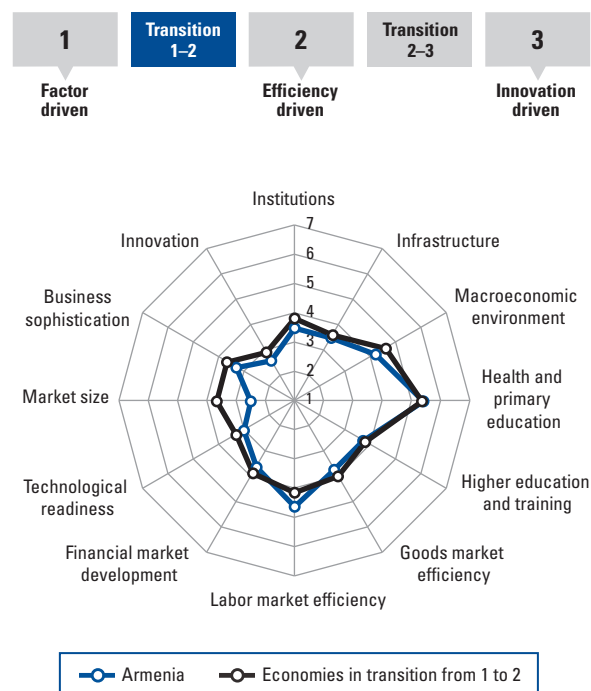 1
Transition
1–2
2
Transition
2–3
3
Factor
driven
Efficiency
driven
Innovation
driven
Institutions
Infrastructure
Macroeconomic
environment
Health and
primary
education
Higher education
and training
Goods market
efficiency
Labor market efficiency
Financial market
development
Technological
readiness
Market size
Business
sophistication
Innovation
7
6
5
4
3
2
1
Armenia
Economies in transition from 1 to 2